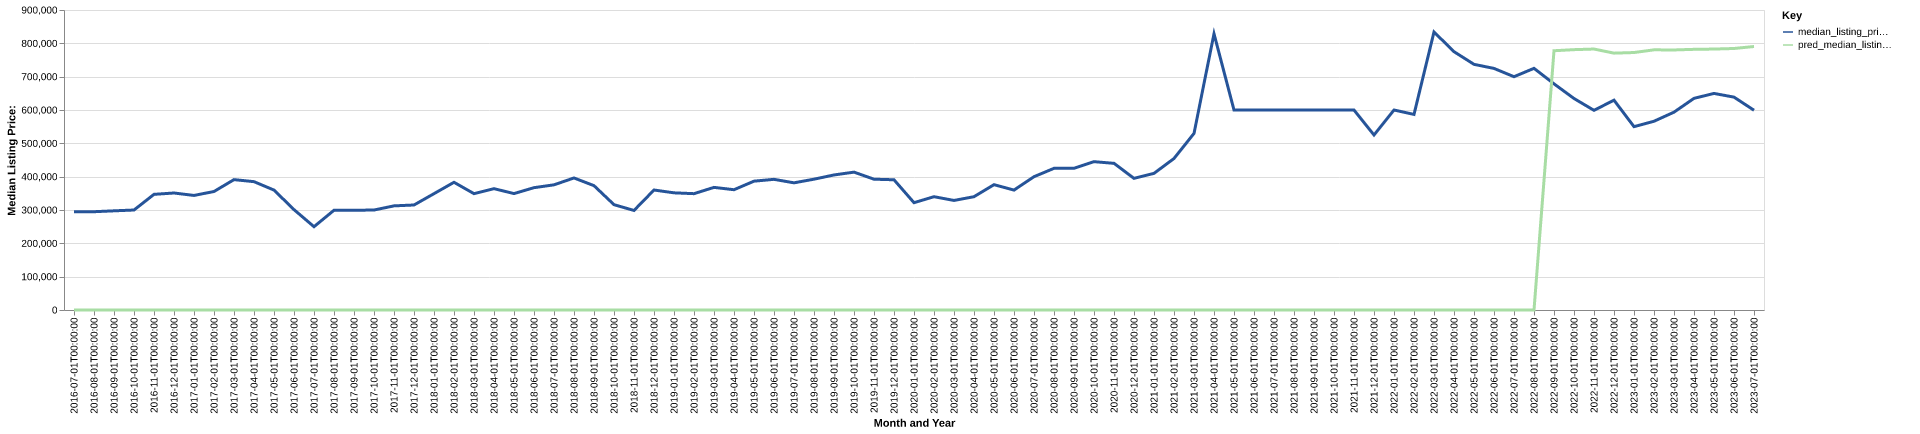 Key
median_listing_pri...
pred_median_listin...
Median Listing Price:
900,000
800,000
700,000
600,000
500,000
400,000
300,000
200,000
100,000
0
2016-07-01T00:00:00
2016-08-01T00:00:00
2016-09-01T00:00:00
2016-10-01T00:00:00
2016-11-01T00:00:00
2016-12-01T00:00:00
2017-01-01T00:00:00
2017-02-01T00:00:00
2017-03-01T00:00:00
2017-04-01T00:00:00
2017-05-01T00:00:00
2017-06-01T00:00:00
2017-07-01T00:00:00
2017-08-01T00:00:00
2017-09-01T00:00:00
2017-10-01T00:00:00
2017-11-01T00:00:00
2017-12-01T00:00:00
2018-01-01T00:00:00
2018-02-01T00:00:00
2018-03-01T00:00:00
2018-04-01T00:00:00
2018-05-01T00:00:00
2018-06-01T00:00:00
2018-07-01T00:00:00
2018-08-01T00:00:00
2018-09-01T00:00:00
2018-10-01T00:00:00
2018-11-01T00:00:00
2018-12-01T00:00:00
2019-01-01T00:00:00
2019-02-01T00:00:00
2019-03-01T00:00:00
2019-04-01T00:00:00
2019-05-01T00:00:00
2019-06-01T00:00:00
2019-07-01T00:00:00
2019-08-01T00:00:00
2019-09-01T00:00:00
2019-10-01T00:00:00
2019-11-01T00:00:00
2019-12-01T00:00:00
2020-01-01T00:00:00
2020-02-01T00:00:00
2020-03-01T00:00:00
2020-04-01T00:00:00
2020-05-01T00:00:00
2020-06-01T00:00:00
2020-07-01T00:00:00
2020-08-01T00:00:00
2020-09-01T00:00:00
2020-10-01T00:00:00
2020-11-01T00:00:00
2020-12-01T00:00:00
2021-01-01T00:00:00
2021-02-01T00:00:00
2021-03-01T00:00:00
2021-04-01T00:00:00
2021-05-01T00:00:00
2021-06-01T00:00:00
2021-07-01T00:00:00
2021-08-01T00:00:00
2021-09-01T00:00:00
2021-10-01T00:00:00
2021-11-01T00:00:00
2021-12-01T00:00:00
2022-01-01T00:00:00
2022-02-01T00:00:00
2022-03-01T00:00:00
2022-04-01T00:00:00
2022-05-01T00:00:00
2022-06-01T00:00:00
2022-07-01T00:00:00
2022-08-01T00:00:00
2022-09-01T00:00:00
2022-10-01T00:00:00
2022-11-01T00:00:00
2022-12-01T00:00:00
2023-01-01T00:00:00
2023-02-01T00:00:00
2023-03-01T00:00:00
2023-04-01T00:00:00
2023-05-01T00:00:00
2023-06-01T00:00:00
2023-07-01T00:00:00
Month and Year